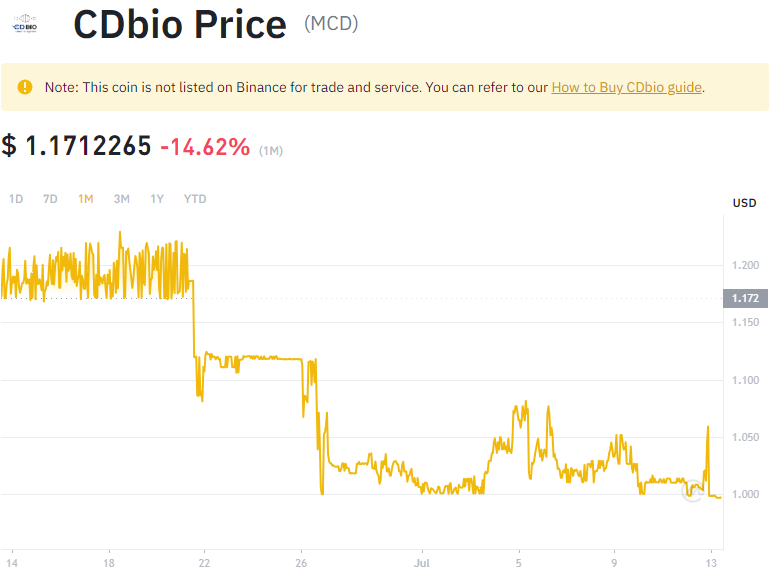 CDbio Price (MCD)
CD BIO
Note: This coin is not listed on Binance for trade and service. You can refer to our How to Buy CDbio guide.
$ 1.1712265 -14.62% (1M)
1D 7D 1M 3M 1Y YTD
USD
1.200
1.172
1.150
1.100
1.050
1.000
14 18 22 26 Jul 5 9 13